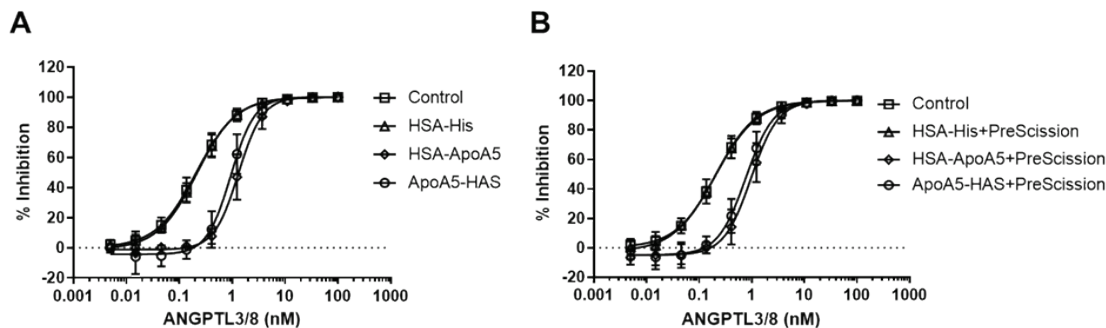 A
% Inhibition
120
100
80
60
40
20
0
-20
0.001 0.01 0.1 1 10 100 1000
ANGPTL3/8 (nM)
Control
HSA-His
HSA-ApoA5
ApoA5-HAS
B
% Inhibition
120
100
80
60
40
20
0
-20
0.001 0.01 0.1 1 10 100 1000
ANGPTL3/8 (nM)
Control
HSA-His+PreScission
HSA-ApoA5+PreScission
ApoA5-HAS+PreScission